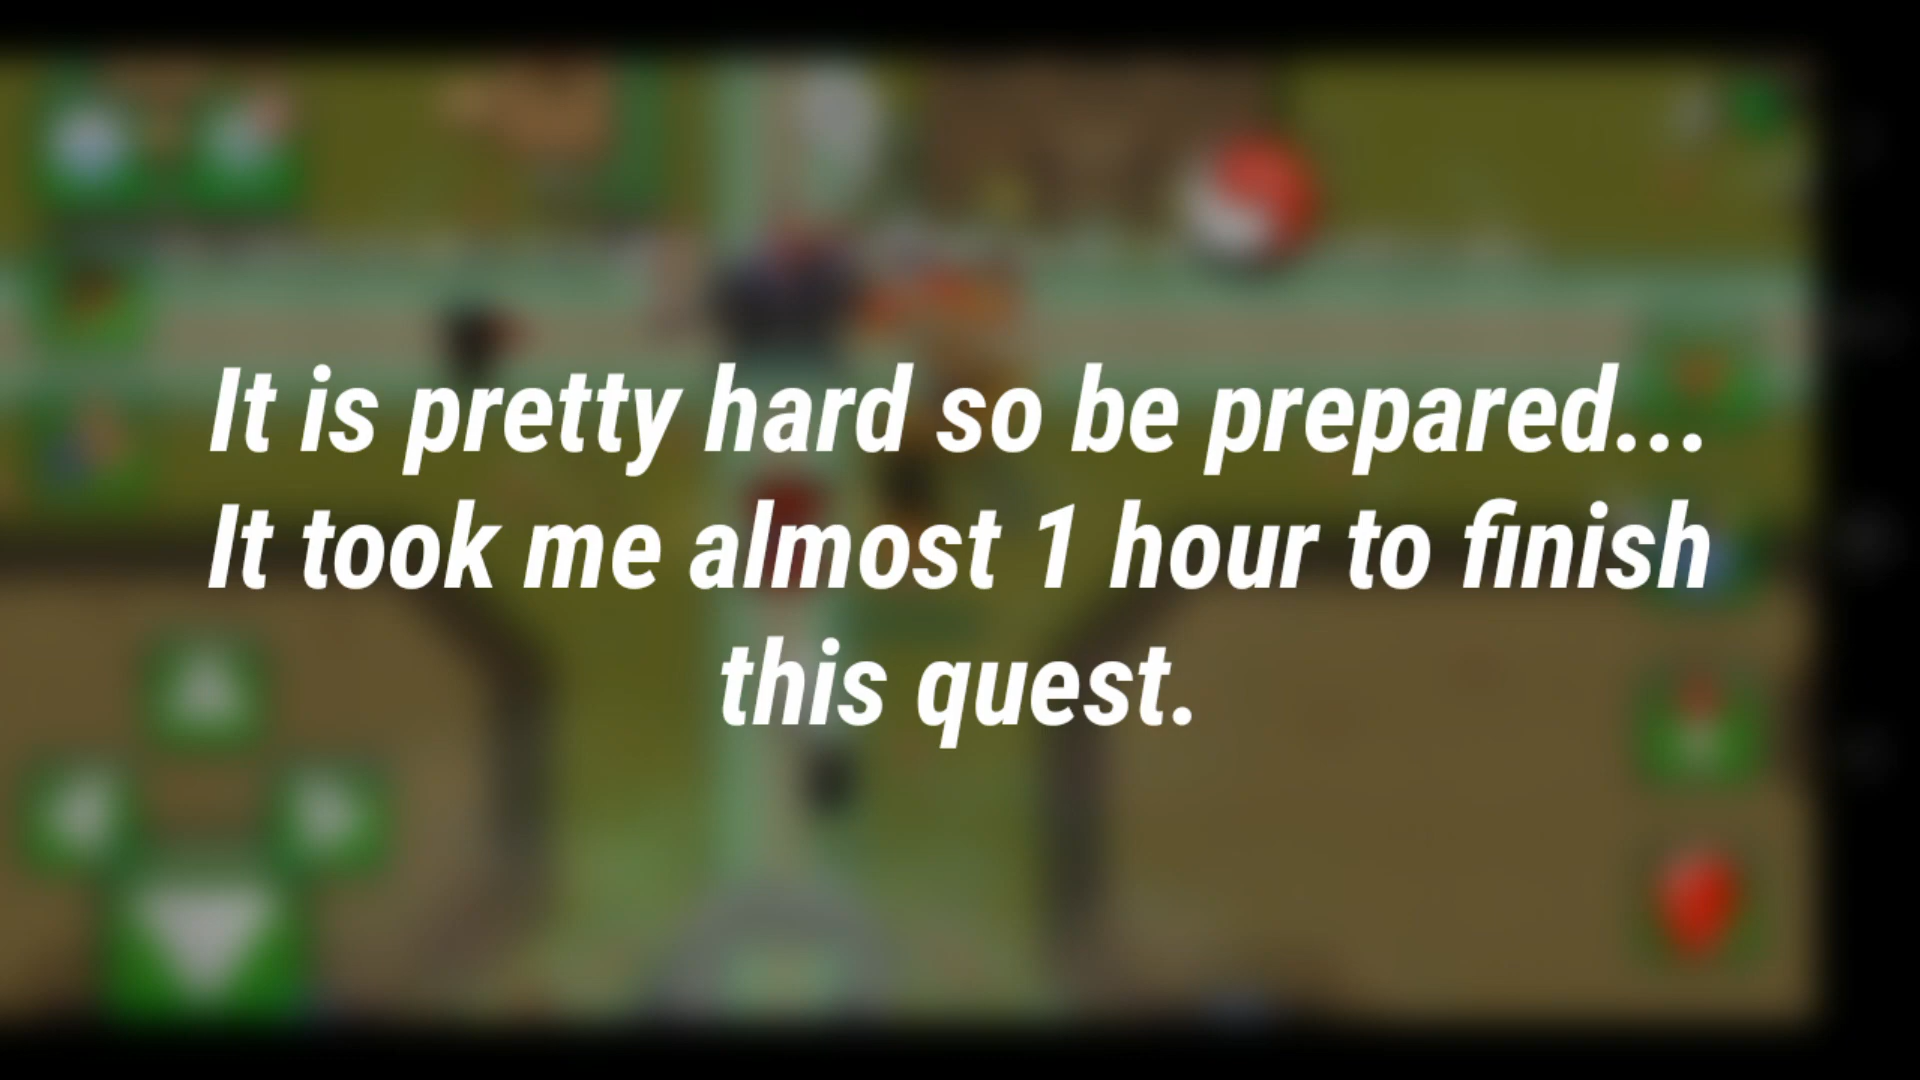 It is pretty hard so be prepared...
It took me almost 1 hour to finish
this quest.